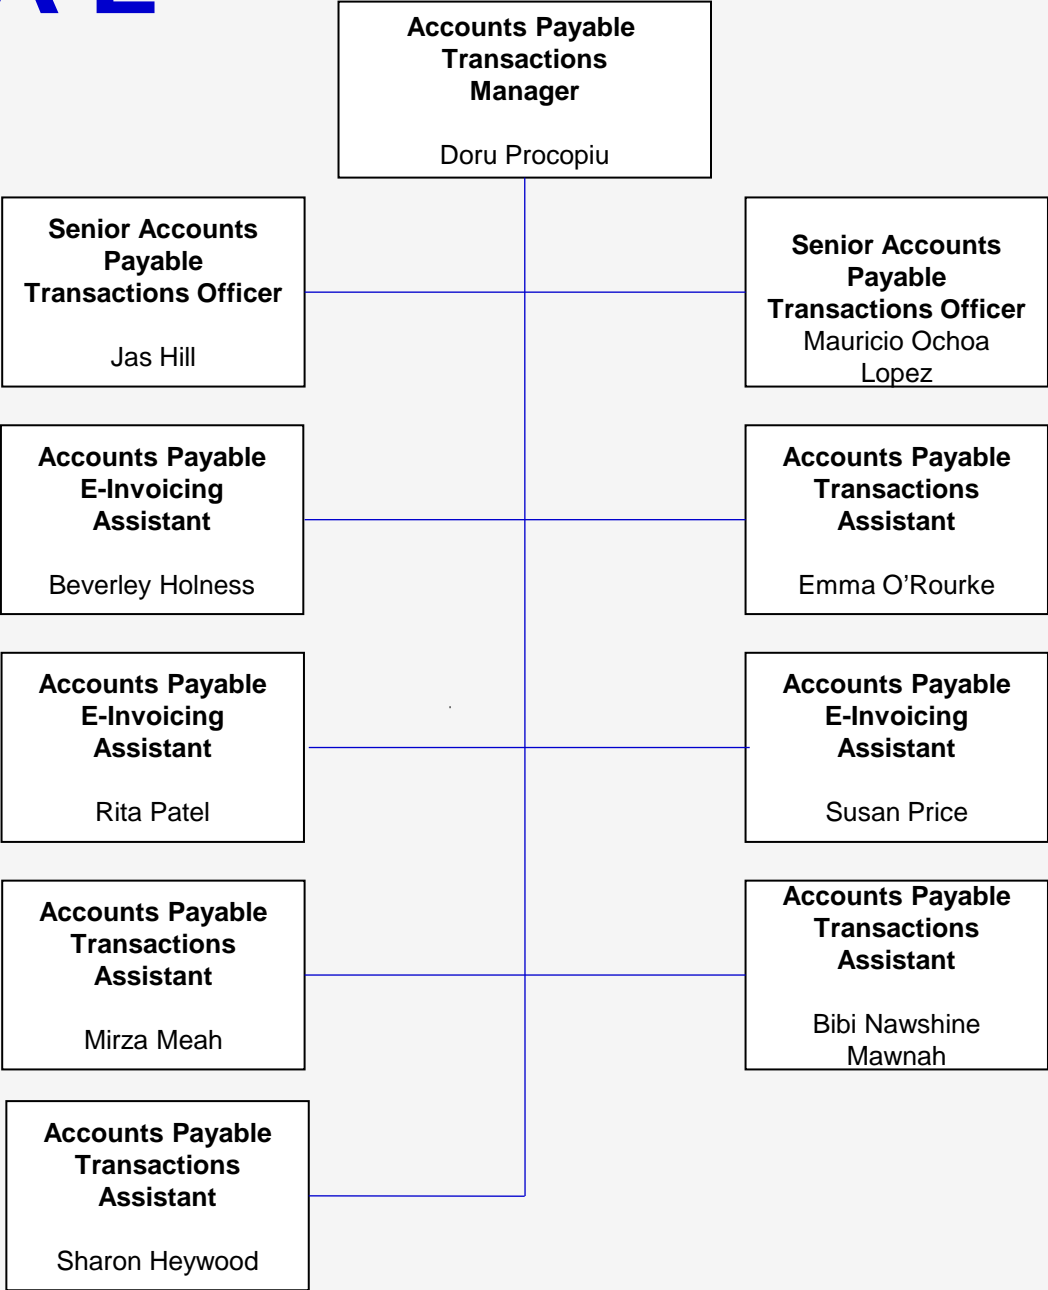 Accounts Payable
Transactions
Manager
Doru Procopiu
Senior Accounts
Payable
Transactions Officer
Jas Hill
Senior Accounts
Payable
Transactions Officer
Mauricio Ochoa
Lopez
Accounts Payable
E-Invoicing
Assistant
Beverley Holness
Accounts Payable
Transactions
Assistant
Emma O’Rourke
Accounts Payable
E-Invoicing
Assistant
Rita Patel
Accounts Payable
E-Invoicing
Assistant
Susan Price
Accounts Payable
Transactions
Assistant
Mirza Meah
Accounts Payable
Transactions
Assistant
Bibi Nawshine
Mawnah
Accounts Payable
Transactions
Assistant
Sharon Heywood